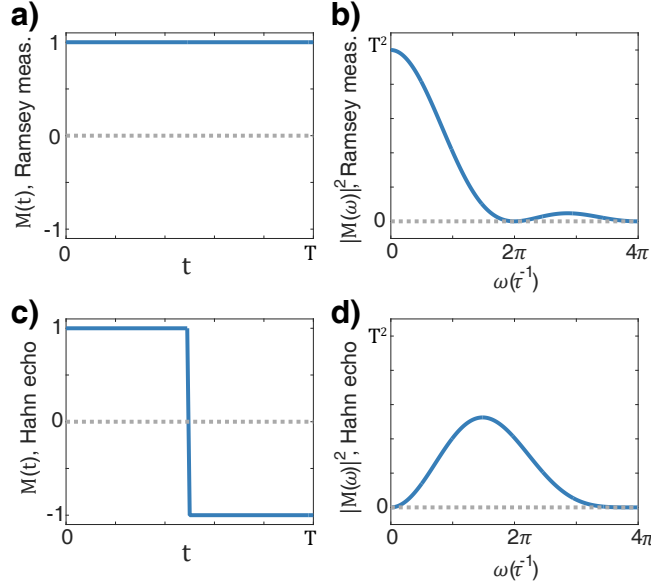 a)
M(t), Ramsey meas.
1
0
-1
0
T
t
b)
|M(ω)|², Ramsey meas.
T²
0
0
2π
4π
ω(τ⁻¹)
c)
M(t), Hahn echo
1
0
-1
0
T
t
d)
|M(ω)|², Hahn echo
T²
0
0
2π
4π
ω(τ⁻¹)